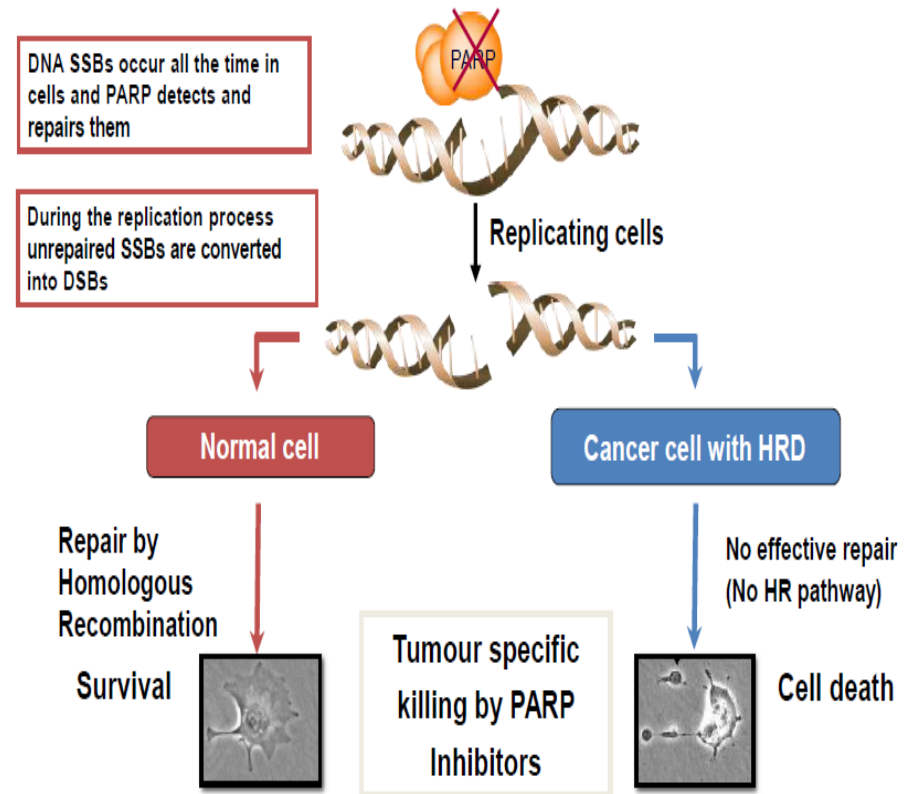 PARP
DNA SSBs occur all the time in
cells and PARP detects and
repairs them
During the replication process
unrepaired SSBs are converted
into DSBs
Replicating cells
Normal cell
Cancer cell with HRD
Repair by
Homologous
Recombination
Survival
No effective repair
(No HR pathway)
Cell death
Tumour specific
killing by PARP
Inhibitors